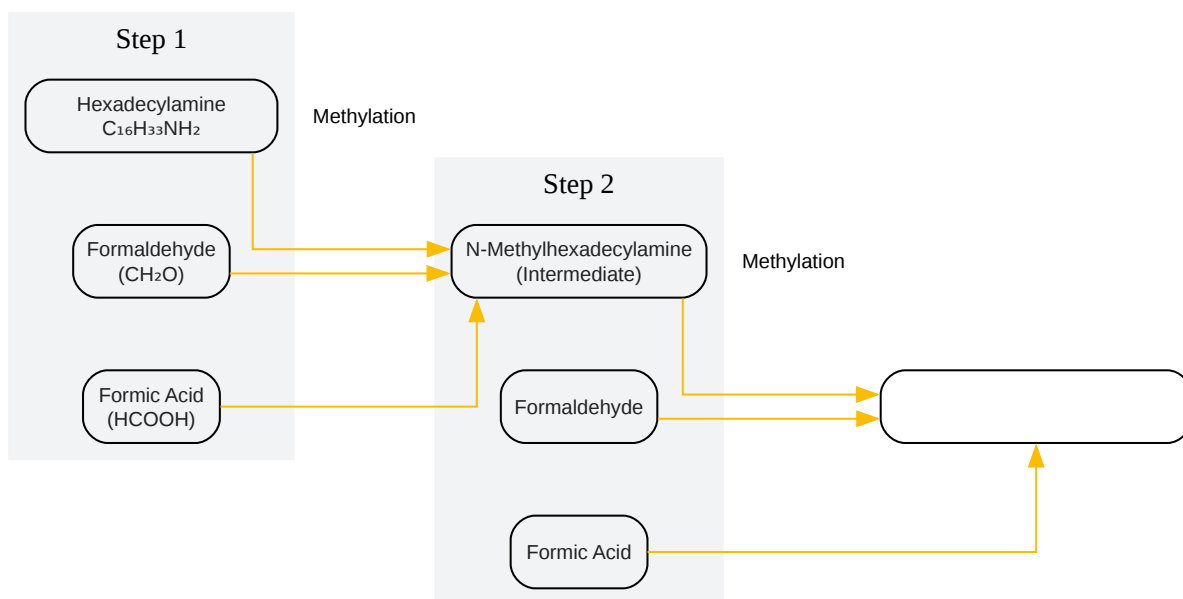 Step 1
Hexadecylamine
C₁₆H₃₃NH₂
Methylation
Formaldehyde
(CH₂O)
Formic Acid
(HCOOH)
Step 2
N-Methylhexadecylamine
(Intermediate)
Methylation
Formaldehyde
Formic Acid